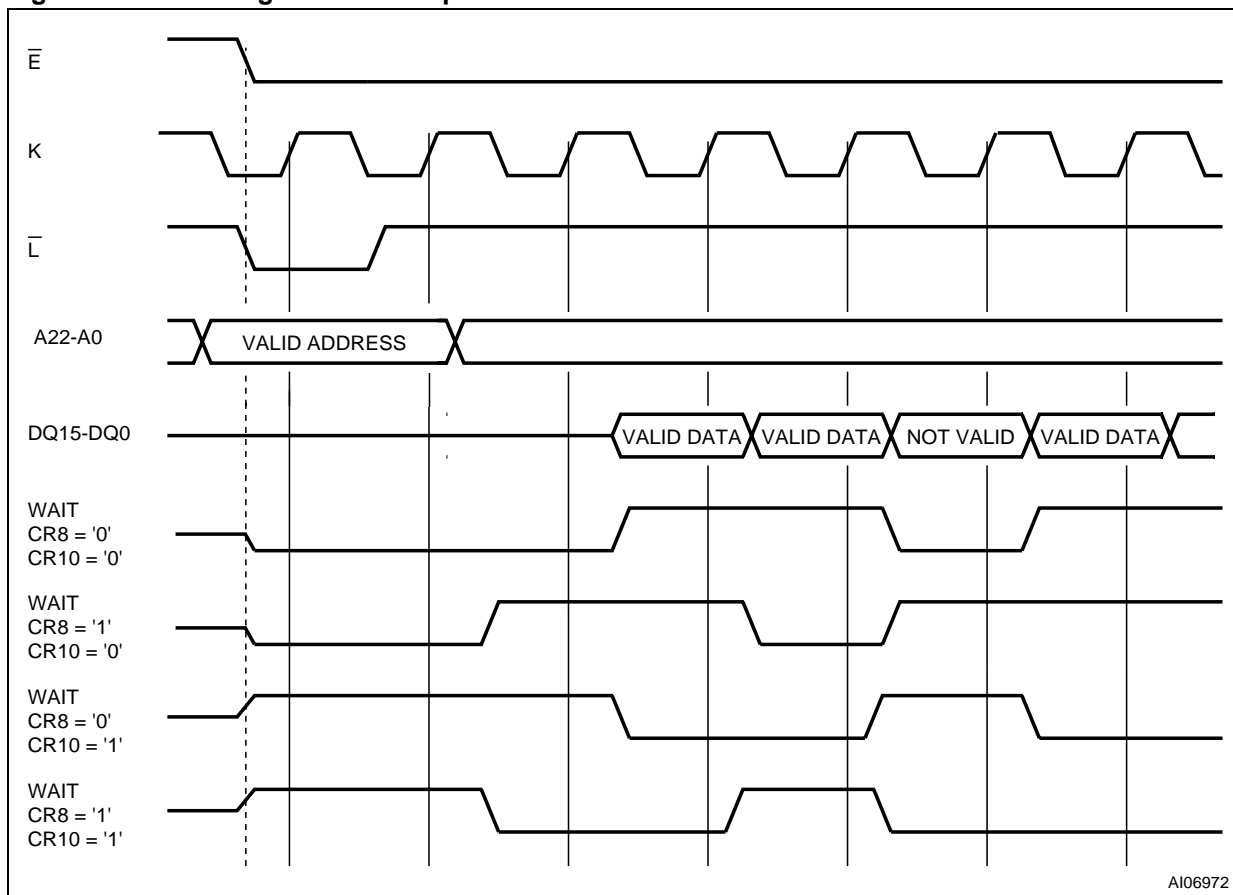 E
K
L
A22-A0
VALID ADDRESS
DQ15-DQ0
VALID DATA VALID DATA NOT VALID VALID DATA
WAIT
CR8 = '0'
CR10 = '0'
WAIT
CR8 = '1'
CR10 = '0'
WAIT
CR8 = '0'
CR10 = '1'
WAIT
CR8 = '1'
CR10 = '1'
AI06972